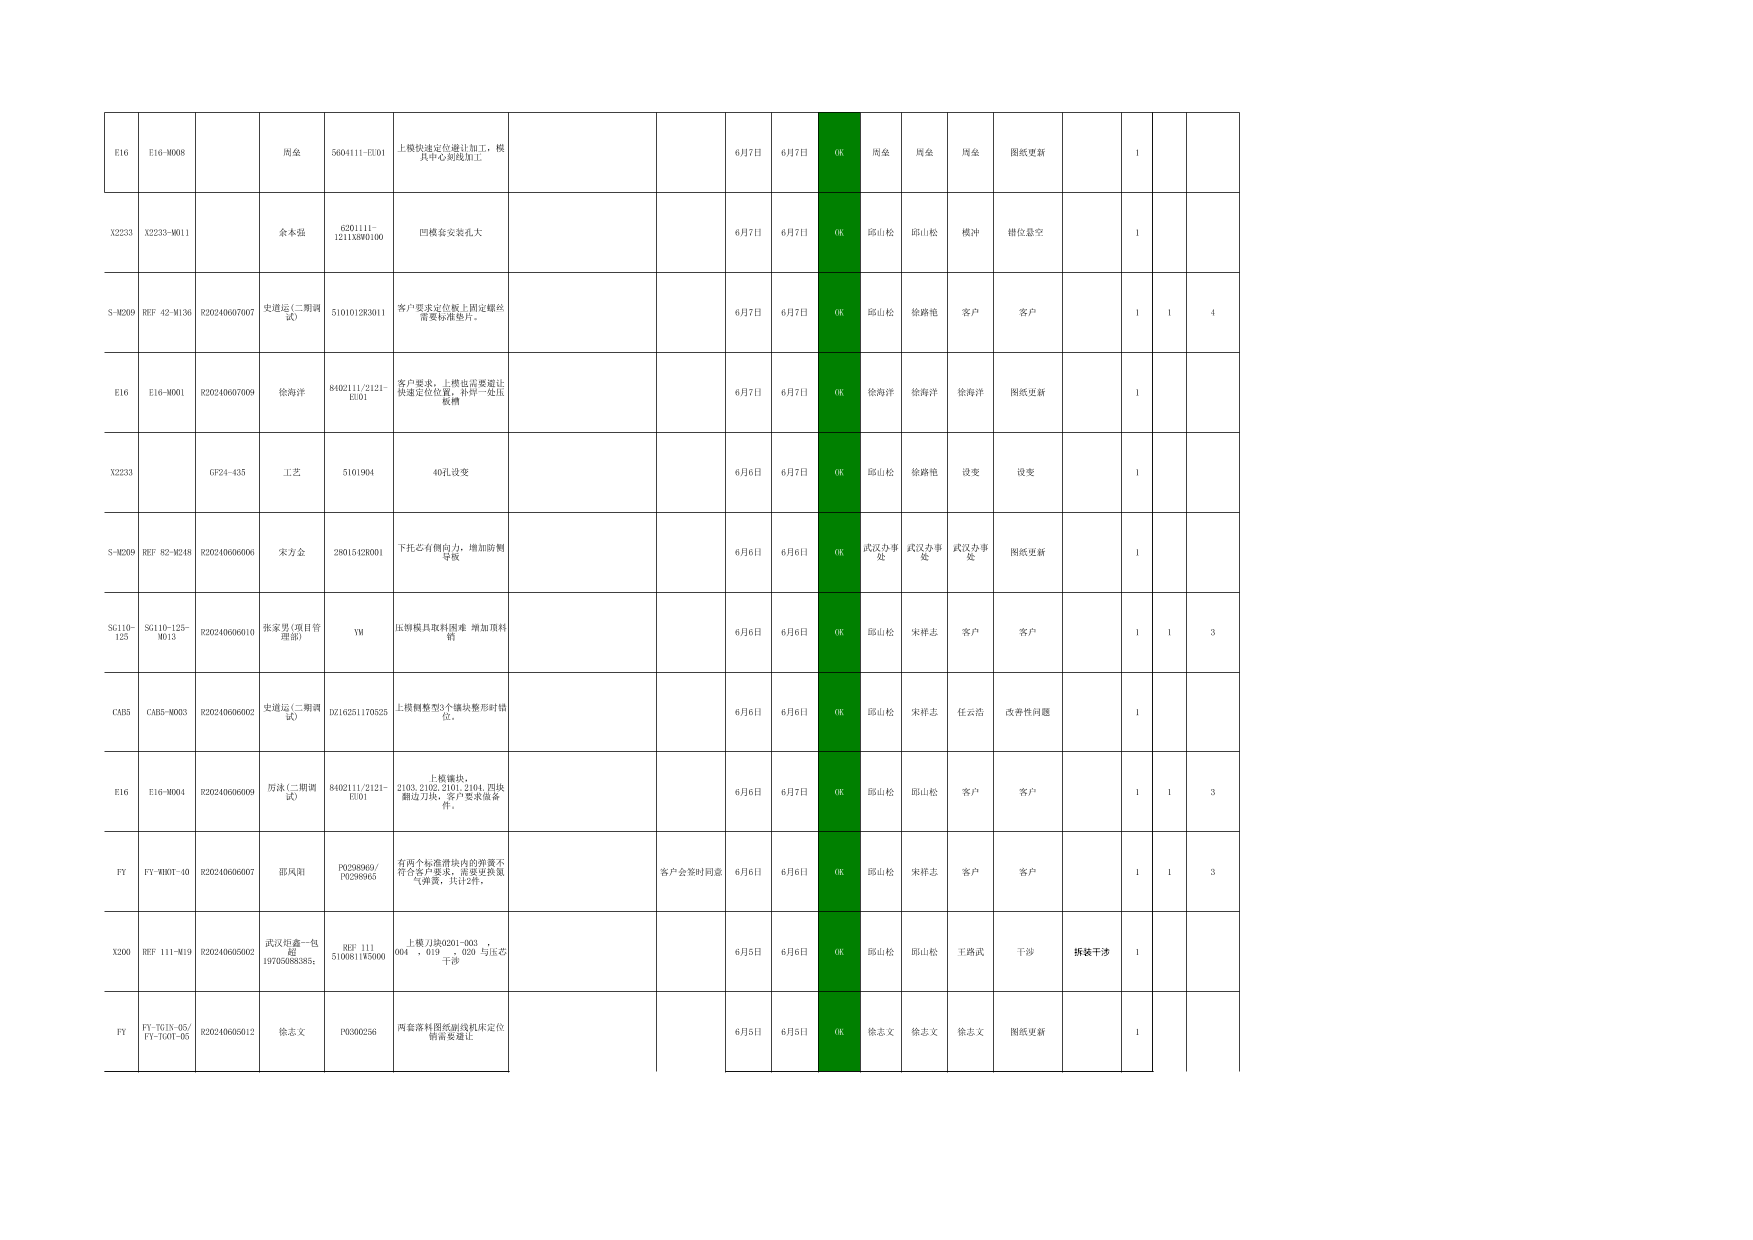 E16 E16-M008 周垒 5604111-EU01 上模快速定位避让加工，模具中心刻线加工 6月7日 6月7日 OK 周垒 周垒 周垒 图纸更新 1
X2233 X2233-M011 余本强 6201111-1211X8W0100 凹模套安装孔大 6月7日 6月7日 OK 邱山松 邱山松 模冲 错位悬空 1
S-M209 REF 42-M136 R20240607007 史道运(二期调试) 5101012R3011 客户要求定位板上固定螺丝需要标准垫片。 6月7日 6月7日 OK 邱山松 徐路艳 客户 客户 1 1 4
E16 E16-M001 R20240607009 徐海洋 8402111/2121-EU01 客户要求，上模也需要避让快速定位位置，补焊一处压板槽 6月7日 6月7日 OK 徐海洋 徐海洋 徐海洋 图纸更新 1
X2233 GF24-435 工艺 5101904 40孔设变 6月6日 6月7日 OK 邱山松 徐路艳 设变 设变 1
S-M209 REF 82-M248 R20240606006 宋方金 2801542R001 下托芯有侧向力，增加防侧导板 6月6日 6月6日 OK 武汉办事处 武汉办事处 武汉办事处 图纸更新 1
SG110-125 SG110-125-M013 R20240606010 张家男(项目管理部) YM 压铆模具取料困难 增加顶料销 6月6日 6月6日 OK 邱山松 宋祥志 客户 客户 1 1 3
CAB5 CAB5-M003 R20240606002 史道运(二期调试) DZ16251170525 上模侧整型3个镶块整形时错位。 6月6日 6月6日 OK 邱山松 宋祥志 任云浩 改善性问题 1
E16 E16-M004 R20240606009 厉泳(二期调试) 8402111/2121-EU01 上模镶块，2103.2102.2101.2104.四块翻边刀块，客户要求做备件。 6月6日 6月7日 OK 邱山松 邱山松 客户 客户 1 1 3
FY FY-WHOT-40 R20240606007 邵凤阳 P0298969/P0298965 有两个标准滑块内的弹簧不符合客户要求，需要更换氮气弹簧，共计2件， 客户会签时同意 6月6日 6月6日 OK 邱山松 宋祥志 客户 客户 1 1 3
X200 REF 111-M19 R20240605002 武汉炬鑫--包超19705088385; REF 111 5100811W5000 上模刀块0201-003 ，004 ，019 ，020 与压芯干涉 6月5日 6月6日 OK 邱山松 邱山松 王路武 干涉 拆装干涉 1
FY FY-TGIN-05/FY-TGOT-05 R20240605012 徐志文 P0300256 两套落料图纸副线机床定位销需要避让 6月5日 6月5日 OK 徐志文 徐志文 徐志文 图纸更新 1